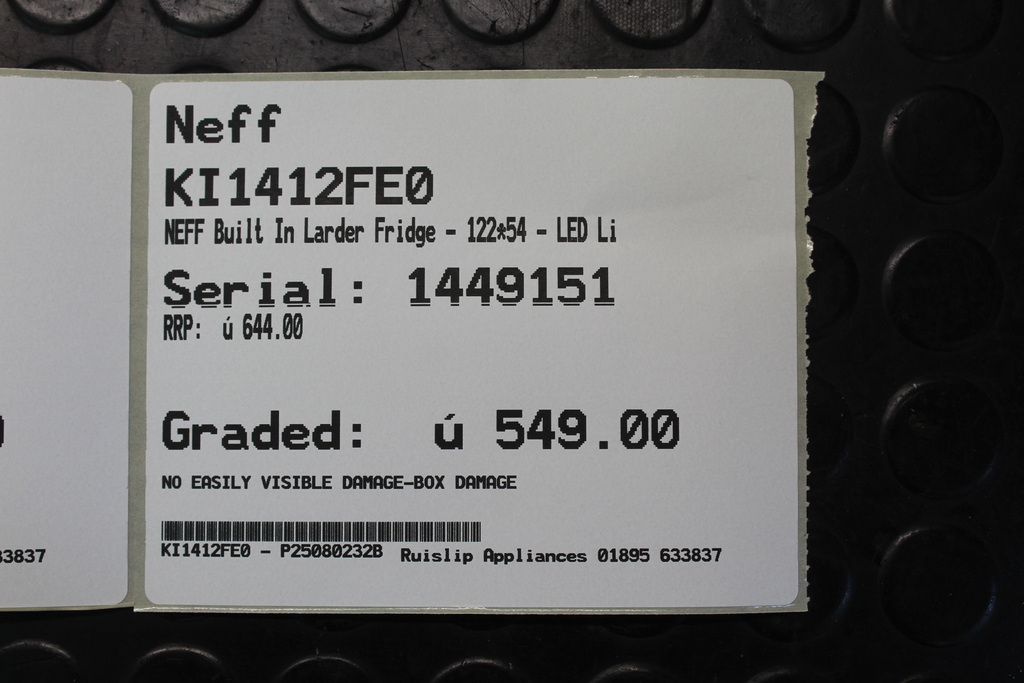 Neff
KI1412FE0
NEFF Built In Larder Fridge - 122*54 - LED Li
Serial: 1449151
RRP: ú 644.00
Graded: ú 549.00
NO EASILY VISIBLE DAMAGE-BOX DAMAGE
KI1412FE0 - P25080232B Ruislip Appliances 01895 633837
33837